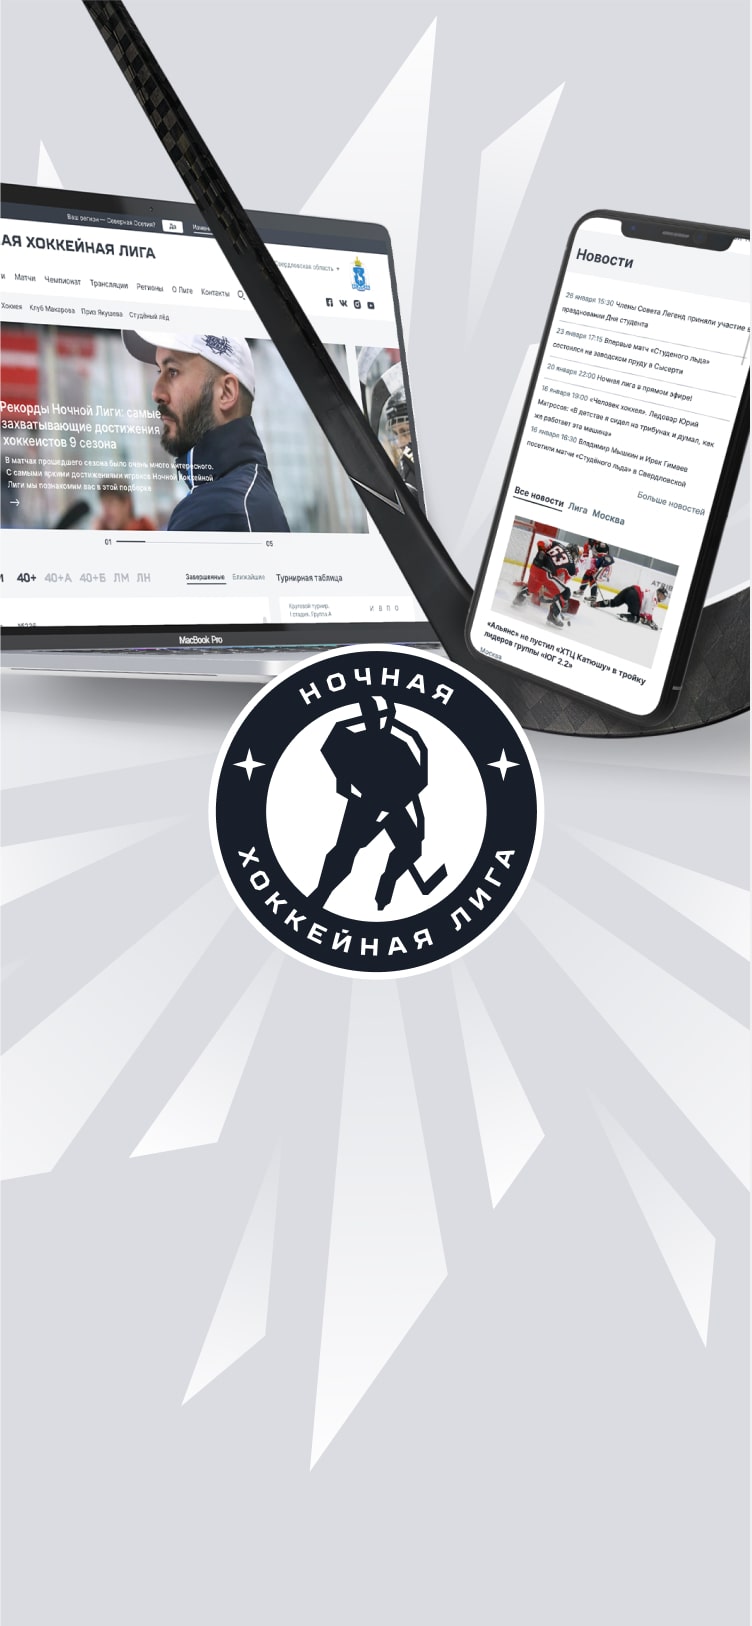 Ваш регион — Северная Осетия?
Да
АЯ ХОККЕЙНАЯ ЛИГА
Свердловская область
и Матчи Чемпионат Трансляции Регионы О Лиге Контакты
Хоккея Клуб Макарова Приз Якушева Студёный лёд
Рекорды Ночной Лиги: самые
захватывающие достижения
хоккеистов 9 сезона
В матчах прошедшего сезона было очень много интересного.
С самыми яркими достижениями игроков Ночной Хоккейной
Лиги мы познакомим вас в этой подборке
01
05
40+ 40+А 40+Б ЛМ ЛН
Завершенные Ближайшие
Турнирная таблица
Круговой турнир.
1 стадия. Группа А
И В П О
MacBook Pro
Новости
25 января 15:30 Члены Совета Легенд приняли участие в
праздновании Дня студента
23 января 17:15 Впервые матч «Студеного льда»
состоялся на заводском пруду в Сысерти
20 января 22:00 Ночная лига в прямом эфире!
16 января 19:00 «Человек хоккея». Ледовар Юрий
Матросов: «В детстве я сидел на трибунах и думал, как
же работает эта машина»
16 января 16:30 Владимир Мышкин и Ирек Гимаев
посетили матчи «Студёного льда» в Свердловской
Больше новостей
Все новости Лига Москва
63
«Альянс» не пустил «ХТЦ Катюшу» в тройку
лидеров группы «ЮГ 2.2»
Москва
НОЧНАЯ
ХОККЕЙНАЯ ЛИГА